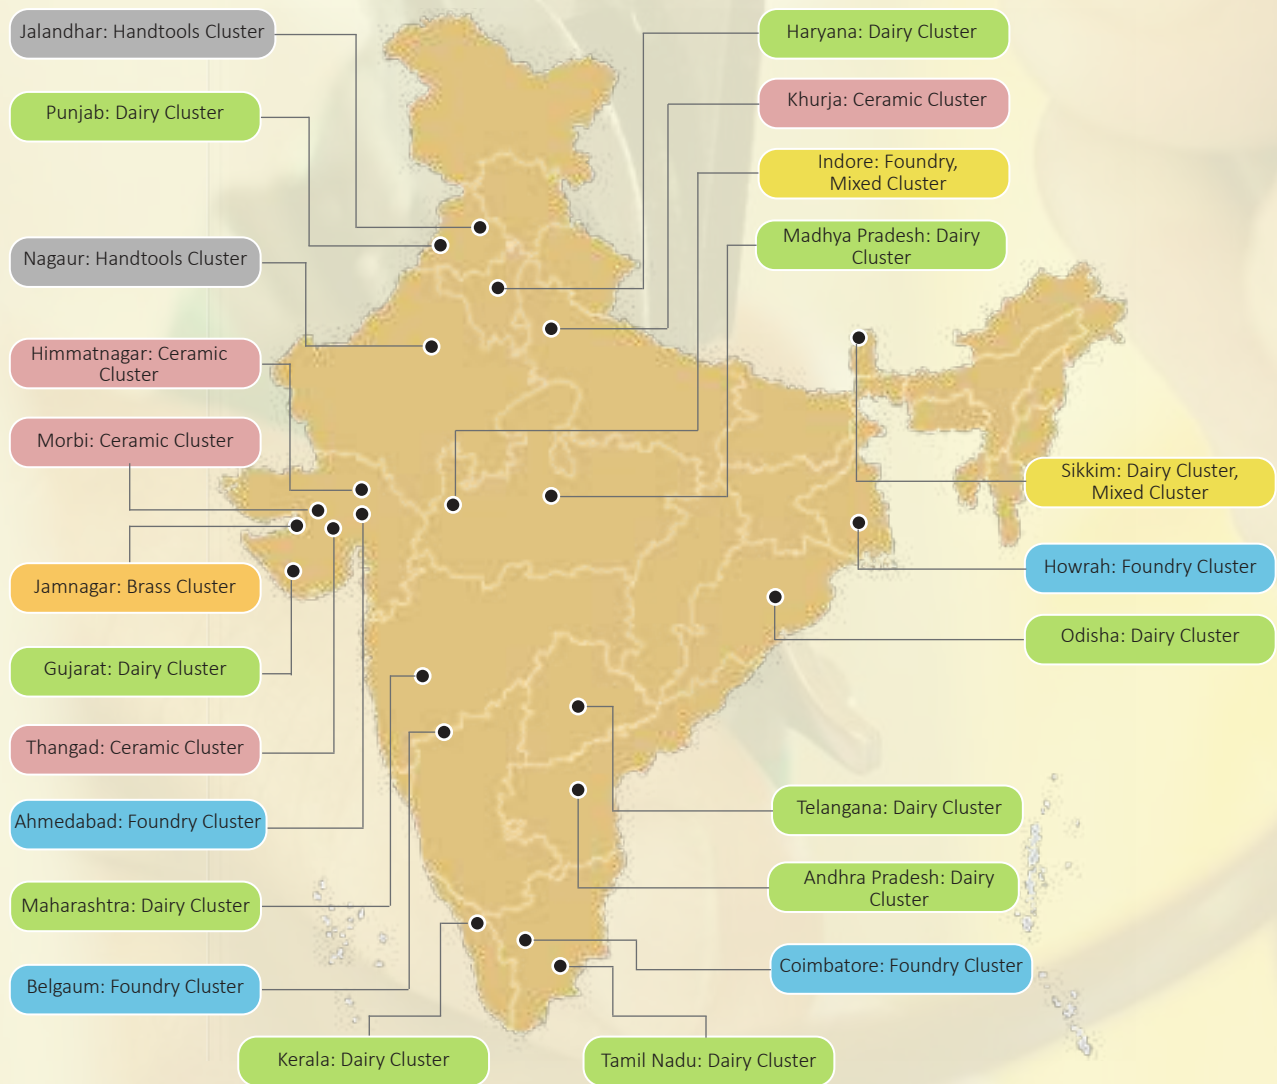 Jalandhar: Handtools Cluster
Punjab: Dairy Cluster
Nagaur: Handtools Cluster
Himmatnagar: Ceramic
Cluster
Morbi: Ceramic Cluster
Jamnagar: Brass Cluster
Gujarat: Dairy Cluster
Thangad: Ceramic Cluster
Ahmedabad: Foundry Cluster
Maharashtra: Dairy Cluster
Belgaum: Foundry Cluster
Kerala: Dairy Cluster
Tamil Nadu: Dairy Cluster
Haryana: Dairy Cluster
Khurja: Ceramic Cluster
Indore: Foundry,
Mixed Cluster
Madhya Pradesh: Dairy
Cluster
Sikkim: Dairy Cluster,
Mixed Cluster
Howrah: Foundry Cluster
Odisha: Dairy Cluster
Telangana: Dairy Cluster
Andhra Pradesh: Dairy
Cluster
Coimbatore: Foundry Cluster